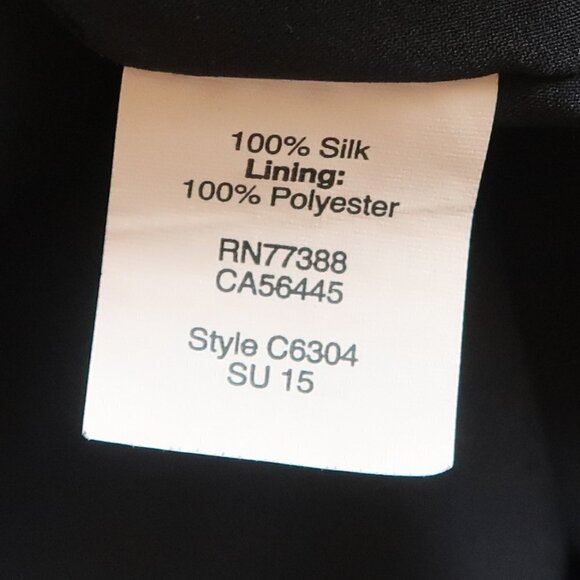 100% Silk
Lining:
100% Polyester
RN77388
CA56445
Style C6304
SU 15